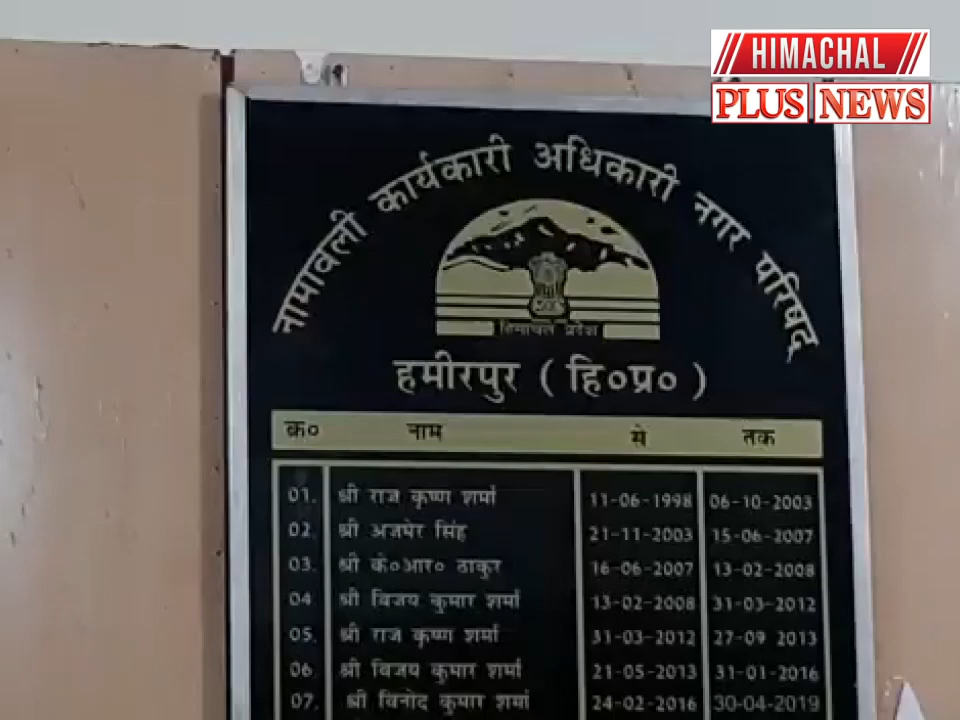 HIMACHAL
PLUS NEWS
नामावली कार्यकारी अधिकारी नगर परिषद्
हिमाचल प्रदेश
हमीरपुर ( हि०प्र० )
क० नाम से तक
01. श्री राज कृष्ण शर्मा 11-06-1998 06-10-2003
02. श्री अजमेर सिंह 21-11-2003 15-06-2007
03. श्री के०आर० ठाकुर 16-06-2007 13-02-2008
04 श्री विजय कुमार शर्मा 13-02-2008 31-03-2012
05. श्री राज कृष्ण शर्मा 31-03-2012 27-09 2013
06 श्री विजय कुमार शर्मा 21-05-2013 31-01-2016
07. श्री विनोद कुमार शर्मा 24-02-2016 30-04-2019